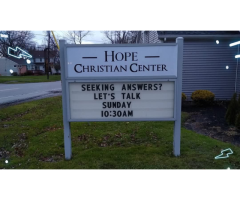 HOPE
CHRISTIAN CENTER
SEEKING ANSWERS?
LET'S TALK
SUNDAY
10:30AM